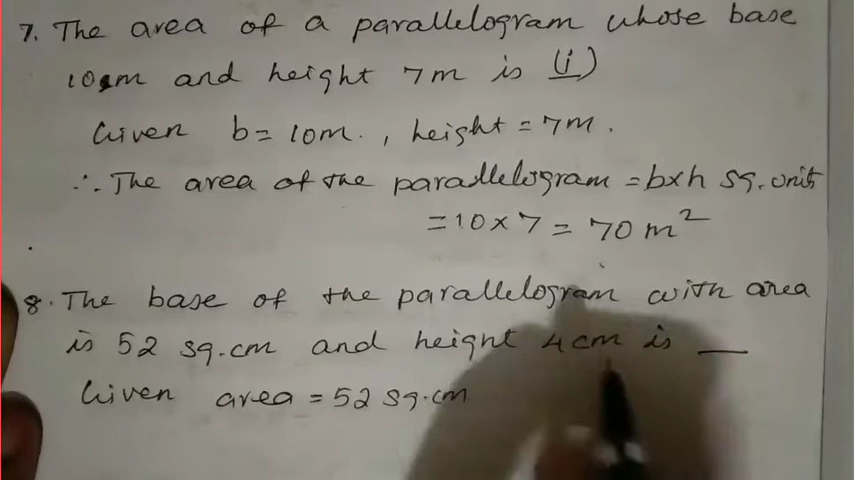 7. The area of a parallelogram whose base
10m and height 7m is (i)
Given b = 10m., height = 7m.
∴ The area of the parallelogram = b×h sq. units
= 10 × 7 = 70 m²
8. The base of the parallelogram with area
is 52 sq.cm and height 4cm is __
Given area = 52 sq.cm